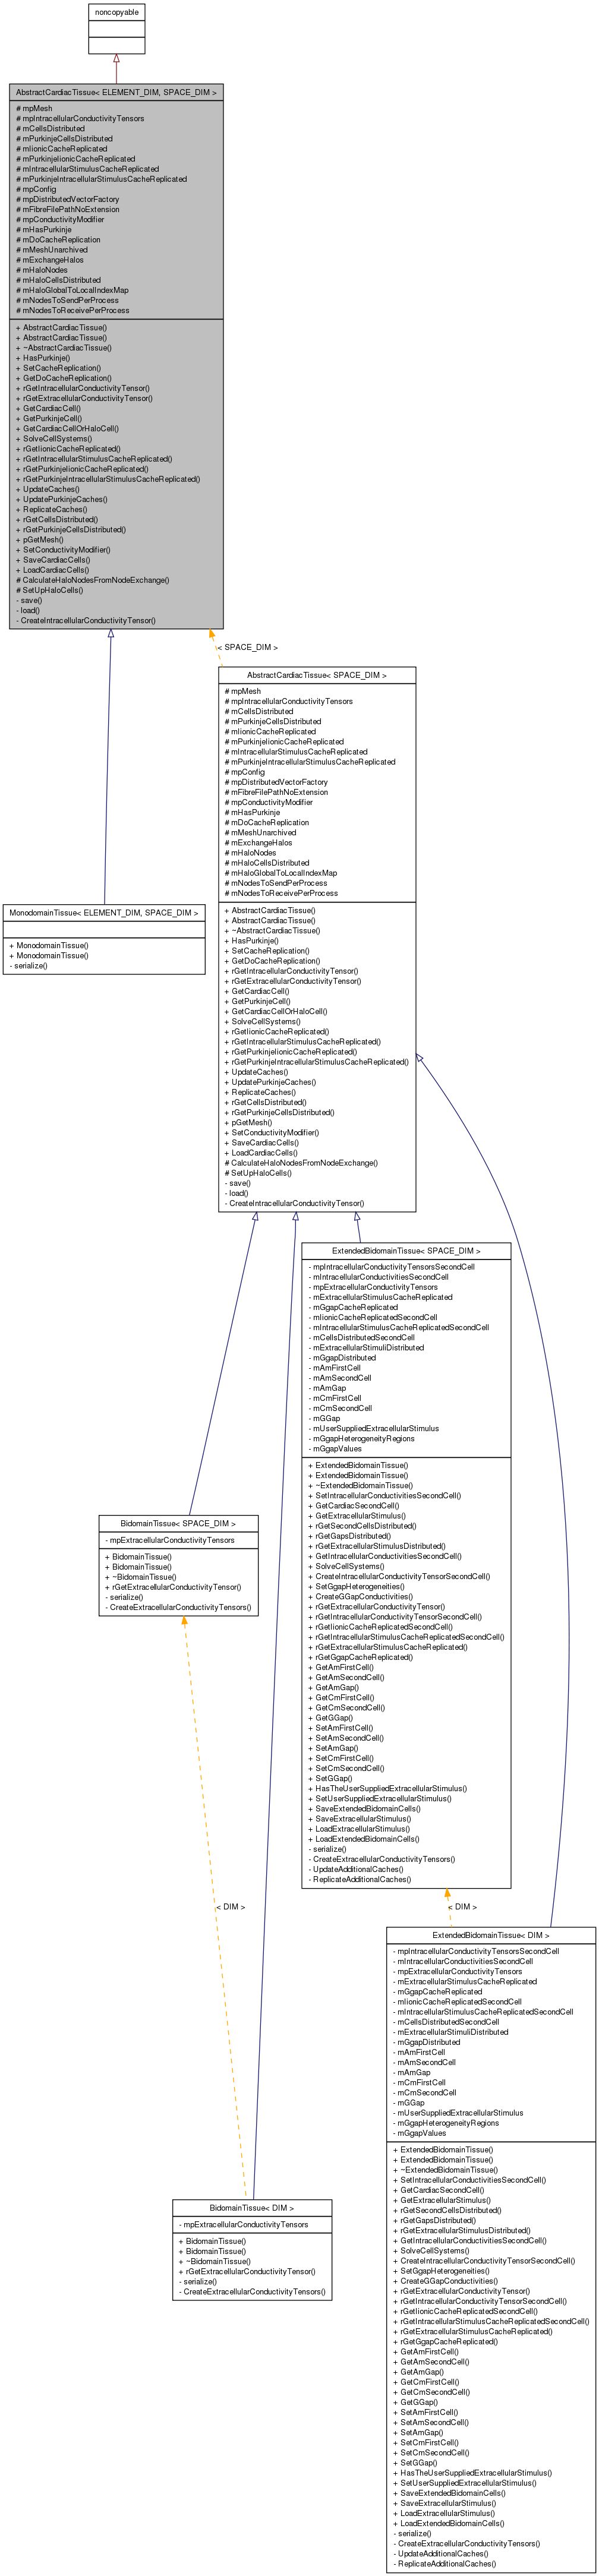 noncopyable
AbstractCardiacTissue< ELEMENT_DIM, SPACE_DIM >
# mpMesh
# mpIntracellularConductivityTensors
# mCellsDistributed
# mPurkinjeCellsDistributed
# mIionicCacheReplicated
# mPurkinjeIionicCacheReplicated
# mIntracellularStimulusCacheReplicated
# mPurkinjeIntracellularStimulusCacheReplicated
# mpConfig
# mpDistributedVectorFactory
# mFibreFilePathNoExtension
# mpConductivityModifier
# mHasPurkinje
# mDoCacheReplication
# mMeshUnarchived
# mExchangeHalos
# mHaloNodes
# mHaloCellsDistributed
# mHaloGlobalToLocalIndexMap
# mNodesToSendPerProcess
# mNodesToReceivePerProcess
+ AbstractCardiacTissue()
+ AbstractCardiacTissue()
+ ~AbstractCardiacTissue()
+ HasPurkinje()
+ SetCacheReplication()
+ GetDoCacheReplication()
+ rGetIntracellularConductivityTensor()
+ rGetExtracellularConductivityTensor()
+ GetCardiacCell()
+ GetPurkinjeCell()
+ GetCardiacCellOrHaloCell()
+ SolveCellSystems()
+ rGetIionicCacheReplicated()
+ rGetIntracellularStimulusCacheReplicated()
+ rGetPurkinjeIionicCacheReplicated()
+ rGetPurkinjeIntracellularStimulusCacheReplicated()
+ UpdateCaches()
+ UpdatePurkinjeCaches()
+ ReplicateCaches()
+ rGetCellsDistributed()
+ rGetPurkinjeCellsDistributed()
+ pGetMesh()
+ SetConductivityModifier()
+ SaveCardiacCells()
+ LoadCardiacCells()
# CalculateHaloNodesFromNodeExchange()
# SetUpHaloCells()
- save()
- load()
- CreateIntracellularConductivityTensor()
< SPACE_DIM >
AbstractCardiacTissue< SPACE_DIM >
# mpMesh
# mpIntracellularConductivityTensors
# mCellsDistributed
# mPurkinjeCellsDistributed
# mIionicCacheReplicated
# mPurkinjeIionicCacheReplicated
# mIntracellularStimulusCacheReplicated
# mPurkinjeIntracellularStimulusCacheReplicated
# mpConfig
# mpDistributedVectorFactory
# mFibreFilePathNoExtension
# mpConductivityModifier
# mHasPurkinje
# mDoCacheReplication
# mMeshUnarchived
# mExchangeHalos
# mHaloNodes
# mHaloCellsDistributed
# mHaloGlobalToLocalIndexMap
# mNodesToSendPerProcess
# mNodesToReceivePerProcess
+ AbstractCardiacTissue()
+ AbstractCardiacTissue()
+ ~AbstractCardiacTissue()
+ HasPurkinje()
+ SetCacheReplication()
+ GetDoCacheReplication()
+ rGetIntracellularConductivityTensor()
+ rGetExtracellularConductivityTensor()
+ GetCardiacCell()
+ GetPurkinjeCell()
+ GetCardiacCellOrHaloCell()
+ SolveCellSystems()
+ rGetIionicCacheReplicated()
+ rGetIntracellularStimulusCacheReplicated()
+ rGetPurkinjeIionicCacheReplicated()
+ rGetPurkinjeIntracellularStimulusCacheReplicated()
+ UpdateCaches()
+ UpdatePurkinjeCaches()
+ ReplicateCaches()
+ rGetCellsDistributed()
+ rGetPurkinjeCellsDistributed()
+ pGetMesh()
+ SetConductivityModifier()
+ SaveCardiacCells()
+ LoadCardiacCells()
# CalculateHaloNodesFromNodeExchange()
# SetUpHaloCells()
- save()
- load()
- CreateIntracellularConductivityTensor()
MonodomainTissue< ELEMENT_DIM, SPACE_DIM >
+ MonodomainTissue()
+ MonodomainTissue()
- serialize()
ExtendedBidomainTissue< SPACE_DIM >
- mpIntracellularConductivityTensorsSecondCell
- mIntracellularConductivitiesSecondCell
- mpExtracellularConductivityTensors
- mExtracellularStimulusCacheReplicated
- mGgapCacheReplicated
- mIionicCacheReplicatedSecondCell
- mIntracellularStimulusCacheReplicatedSecondCell
- mCellsDistributedSecondCell
- mExtracellularStimuliDistributed
- mGgapDistributed
- mAmFirstCell
- mAmSecondCell
- mAmGap
- mCmFirstCell
- mCmSecondCell
- mGGap
- mUserSuppliedExtracellularStimulus
- mGgapHeterogeneityRegions
- mGgapValues
+ ExtendedBidomainTissue()
+ ExtendedBidomainTissue()
+ ~ExtendedBidomainTissue()
+ SetIntracellularConductivitiesSecondCell()
+ GetCardiacSecondCell()
+ GetExtracellularStimulus()
+ rGetSecondCellsDistributed()
+ rGetGapsDistributed()
+ rGetExtracellularStimulusDistributed()
+ GetIntracellularConductivitiesSecondCell()
+ SolveCellSystems()
+ CreateIntracellularConductivityTensorSecondCell()
+ SetGgapHeterogeneities()
+ CreateGGapConductivities()
+ rGetExtracellularConductivityTensor()
+ rGetIntracellularConductivityTensorSecondCell()
+ rGetIionicCacheReplicatedSecondCell()
+ rGetIntracellularStimulusCacheReplicatedSecondCell()
+ rGetExtracellularStimulusCacheReplicated()
+ rGetGgapCacheReplicated()
+ GetAmFirstCell()
+ GetAmSecondCell()
+ GetAmGap()
+ GetCmFirstCell()
+ GetCmSecondCell()
+ GetGGap()
+ SetAmFirstCell()
+ SetAmSecondCell()
+ SetAmGap()
+ SetCmFirstCell()
+ SetCmSecondCell()
+ SetGGap()
+ HasTheUserSuppliedExtracellularStimulus()
+ SetUserSuppliedExtracellularStimulus()
+ SaveExtendedBidomainCells()
+ SaveExtracellularStimulus()
+ LoadExtracellularStimulus()
+ LoadExtendedBidomainCells()
- serialize()
- CreateExtracellularConductivityTensors()
- UpdateAdditionalCaches()
- ReplicateAdditionalCaches()
BidomainTissue< SPACE_DIM >
- mpExtracellularConductivityTensors
+ BidomainTissue()
+ BidomainTissue()
+ ~BidomainTissue()
+ rGetExtracellularConductivityTensor()
- serialize()
- CreateExtracellularConductivityTensors()
< DIM >
< DIM >
ExtendedBidomainTissue< DIM >
- mpIntracellularConductivityTensorsSecondCell
- mIntracellularConductivitiesSecondCell
- mpExtracellularConductivityTensors
- mExtracellularStimulusCacheReplicated
- mGgapCacheReplicated
- mIionicCacheReplicatedSecondCell
- mIntracellularStimulusCacheReplicatedSecondCell
- mCellsDistributedSecondCell
- mExtracellularStimuliDistributed
- mGgapDistributed
- mAmFirstCell
- mAmSecondCell
- mAmGap
- mCmFirstCell
- mCmSecondCell
- mGGap
- mUserSuppliedExtracellularStimulus
- mGgapHeterogeneityRegions
- mGgapValues
+ ExtendedBidomainTissue()
+ ExtendedBidomainTissue()
+ ~ExtendedBidomainTissue()
+ SetIntracellularConductivitiesSecondCell()
+ GetCardiacSecondCell()
+ GetExtracellularStimulus()
+ rGetSecondCellsDistributed()
+ rGetGapsDistributed()
+ rGetExtracellularStimulusDistributed()
+ GetIntracellularConductivitiesSecondCell()
+ SolveCellSystems()
+ CreateIntracellularConductivityTensorSecondCell()
+ SetGgapHeterogeneities()
+ CreateGGapConductivities()
+ rGetExtracellularConductivityTensor()
+ rGetIntracellularConductivityTensorSecondCell()
+ rGetIionicCacheReplicatedSecondCell()
+ rGetIntracellularStimulusCacheReplicatedSecondCell()
+ rGetExtracellularStimulusCacheReplicated()
+ rGetGgapCacheReplicated()
+ GetAmFirstCell()
+ GetAmSecondCell()
+ GetAmGap()
+ GetCmFirstCell()
+ GetCmSecondCell()
+ GetGGap()
+ SetAmFirstCell()
+ SetAmSecondCell()
+ SetAmGap()
+ SetCmFirstCell()
+ SetCmSecondCell()
+ SetGGap()
+ HasTheUserSuppliedExtracellularStimulus()
+ SetUserSuppliedExtracellularStimulus()
+ SaveExtendedBidomainCells()
+ SaveExtracellularStimulus()
+ LoadExtracellularStimulus()
+ LoadExtendedBidomainCells()
- serialize()
- CreateExtracellularConductivityTensors()
- UpdateAdditionalCaches()
- ReplicateAdditionalCaches()
BidomainTissue< DIM >
- mpExtracellularConductivityTensors
+ BidomainTissue()
+ BidomainTissue()
+ ~BidomainTissue()
+ rGetExtracellularConductivityTensor()
- serialize()
- CreateExtracellularConductivityTensors()